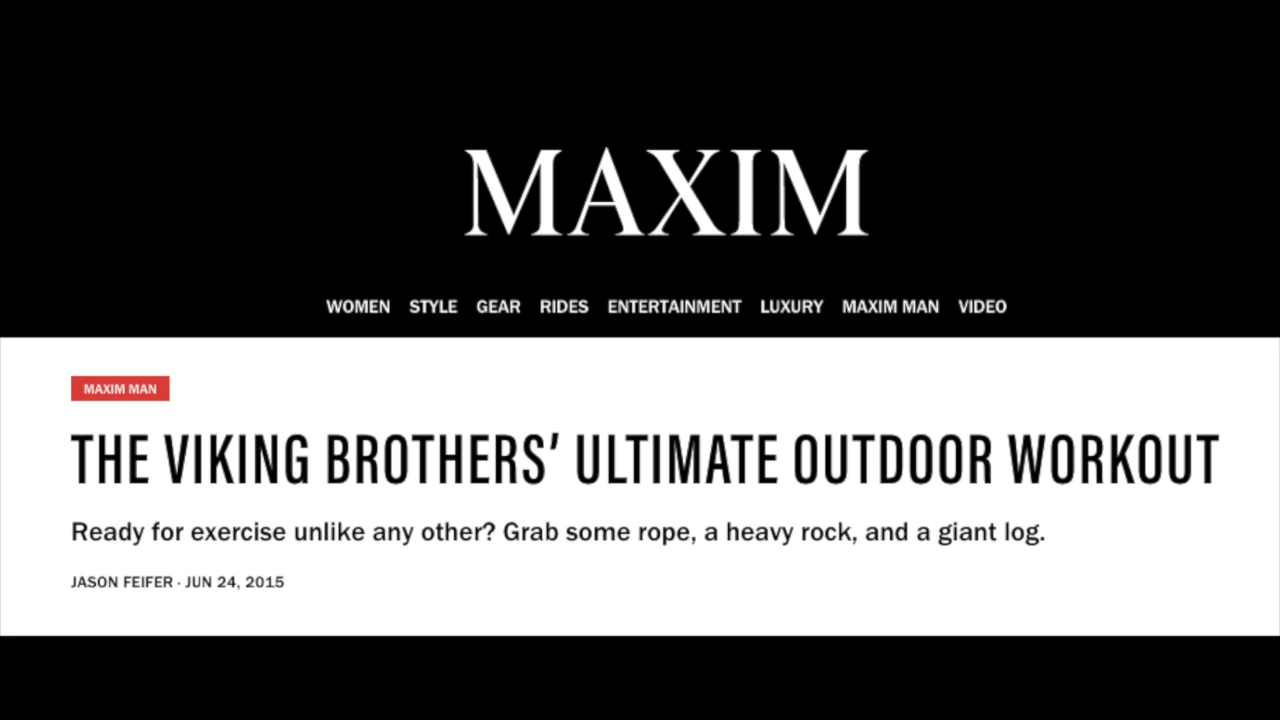 MAXIM
WOMEN STYLE GEAR RIDES ENTERTAINMENT LUXURY MAXIM MAN VIDEO
MAXIM MAN
THE VIKING BROTHERS’ ULTIMATE OUTDOOR WORKOUT
Ready for exercise unlike any other? Grab some rope, a heavy rock, and a giant log.
JASON FEIFER · JUN 24, 2015